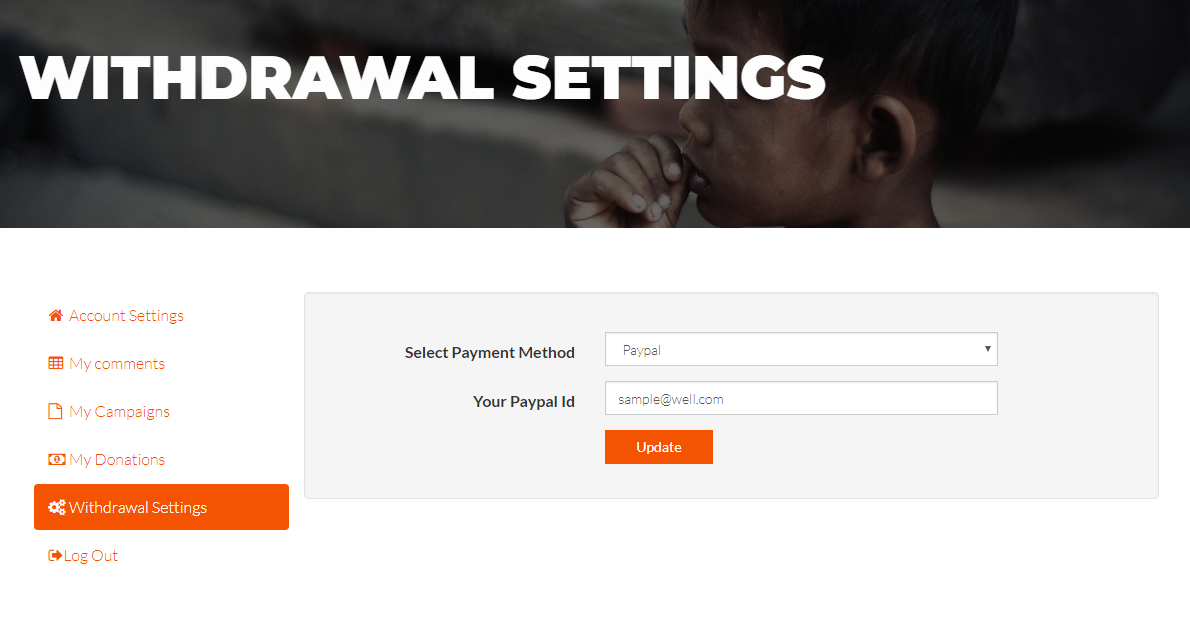 WITHDRAWAL SETTINGS
Account Settings
My comments
My Campaigns
My Donations
Withdrawal Settings
Log Out
Select Payment Method
Paypal
Your Paypal Id
sample@well.com
Update